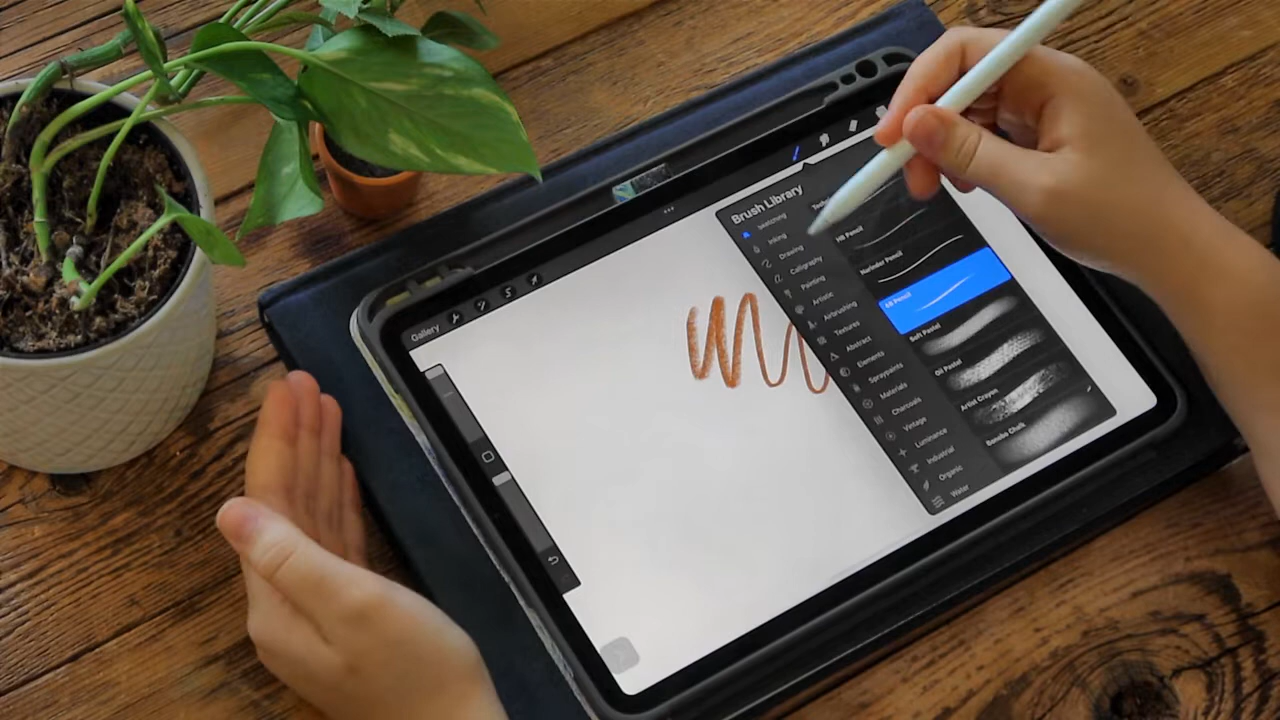 Gallery
Brush Library
Sketching
Inking
Drawing
Calligraphy
Painting
Artistic
Airbrushing
Textures
Abstract
Elements
Spraypaints
Materials
Charcoals
Vintage
Luminance
Industrial
Organic
Water
HB Pencil
Narinder Pencil
6B Pencil
Soft Pastel
Oil Pastel
Artist Crayon
Bonobo Chalk